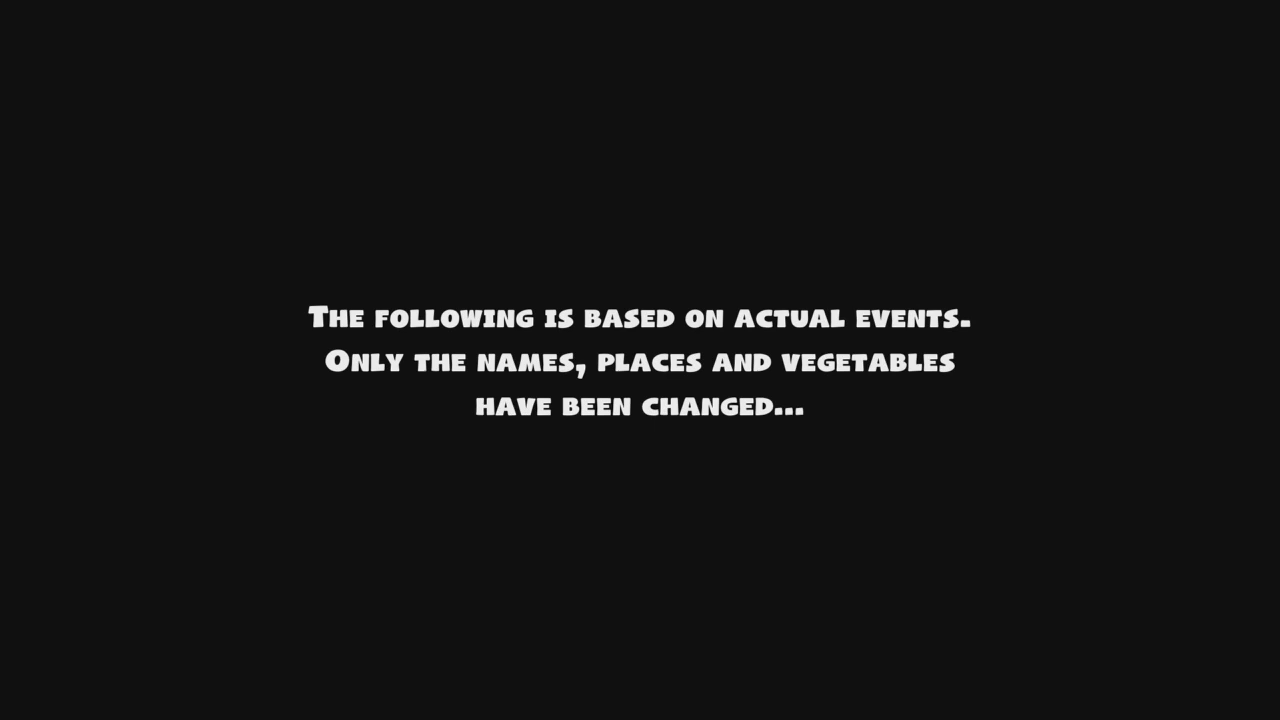 The following is based on actual events.
Only the names, places and vegetables
have been changed...